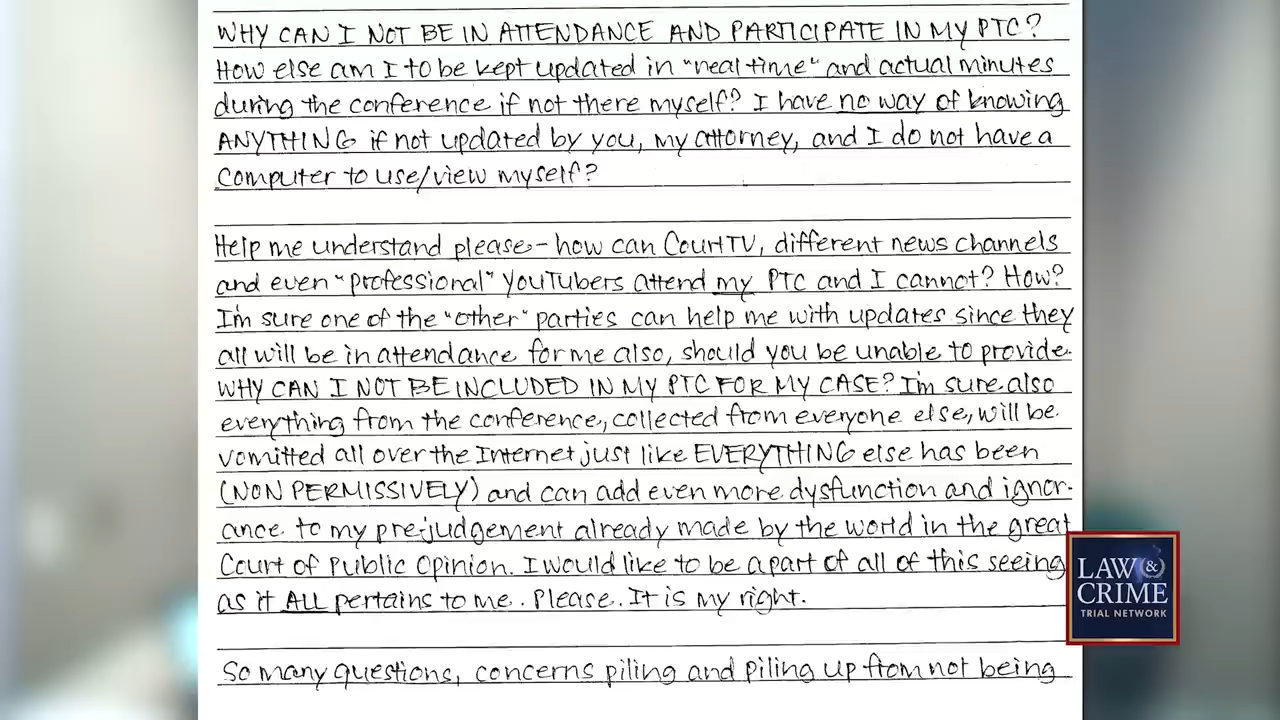 WHY CAN I NOT BE IN ATTENDANCE AND PARTICIPATE IN MY PTC?
How else am I to be kept updated in "real time" and actual minutes
during the conference if not there myself? I have no way of knowing
ANYTHING if not updated by you, my attorney, and I do not have a
computer to use/view myself?
Help me understand please - how can CourtTV, different news channels
and even "professional" YouTubers attend my PTC and I cannot? How?
I'm sure one of the "other" parties can help me with updates since they
all will be in attendance for me also, should you be unable to provide.
WHY CAN I NOT BE INCLUDED IN MY PTC FOR MY CASE? I'm sure also
everything from the conference, collected from everyone else, will be
vomitted all over the Internet just like EVERYTHING else has been
(NON PERMISSIVELY) and can add even more dysfunction and ignor-
ance to my pre-judgement already made by the world in the great
Court of Public Opinion. I would like to be apart of all of this seeing
as it ALL pertains to me. Please. It is my right.
So many questions, concerns piling and piling up from not being
LAW &
CRIME
TRIAL NETWORK